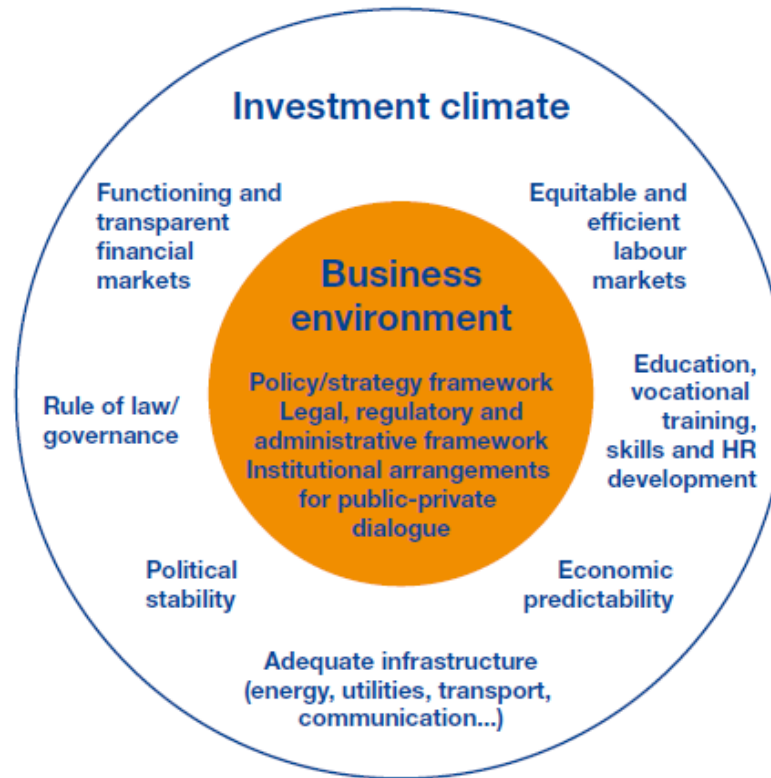 Investment climate
Functioning and
transparent
financial
markets
Equitable and
efficient
labour
markets
Business
environment
Policy/strategy framework
Legal, regulatory and
administrative framework
Institutional arrangements
for public-private
dialogue
Rule of law/
governance
Education,
vocational
training,
skills and HR
development
Political
stability
Economic
predictability
Adequate infrastructure
(energy, utilities, transport,
communication...)